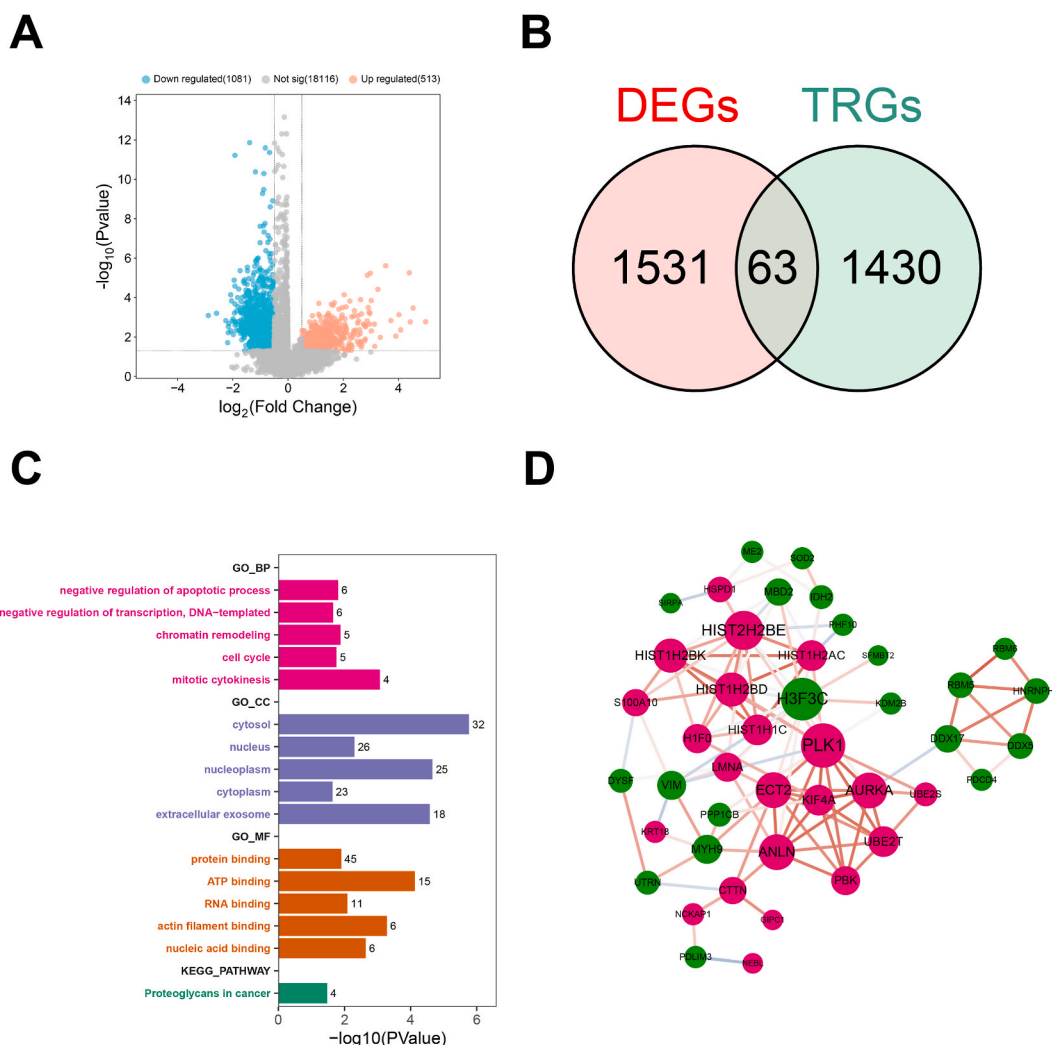 A
Down regulated(1081) Not sig(18116) Up regulated(513)
14
12
10
8
6
4
2
0
-log10(Pvalue)
−4 −2 0 2 4
log2(Fold Change)
B
DEGs TRGs
1531 63 1430
C
GO_BP
negative regulation of apoptotic process 6
negative regulation of transcription, DNA−templated 6
chromatin remodeling 5
cell cycle 5
mitotic cytokinesis 4
GO_CC
cytosol 32
nucleus 26
nucleoplasm 25
cytoplasm 23
extracellular exosome 18
GO_MF
protein binding 45
ATP binding 15
RNA binding 11
actin filament binding 6
nucleic acid binding 6
KEGG_PATHWAY
Proteoglycans in cancer 4
0 2 4 6
−log10(PValue)
D
ME2
SOD2
HSPD1
MBD2
IDH2
SIRPA
HIST2H2BE
PHF10
HIST1H2BK
HIST1H2AC
SFMBT2
RBM6
HIST1H2BD
H3F3C
RBM5
HNRNPH
S100A10
KDM2B
HIST1H1C
H1F0
PLK1
DDX17
DDX5
LMNA
DYSF
VIM
ECT2
KIF4A
AURKA
UBE2S
PDCD4
PPP1CB
KRT18
MYH9
ANLN
UBE2T
UTRN
CTTN
PBK
NCKAP1
GIPC1
PDLIM3
NEBL